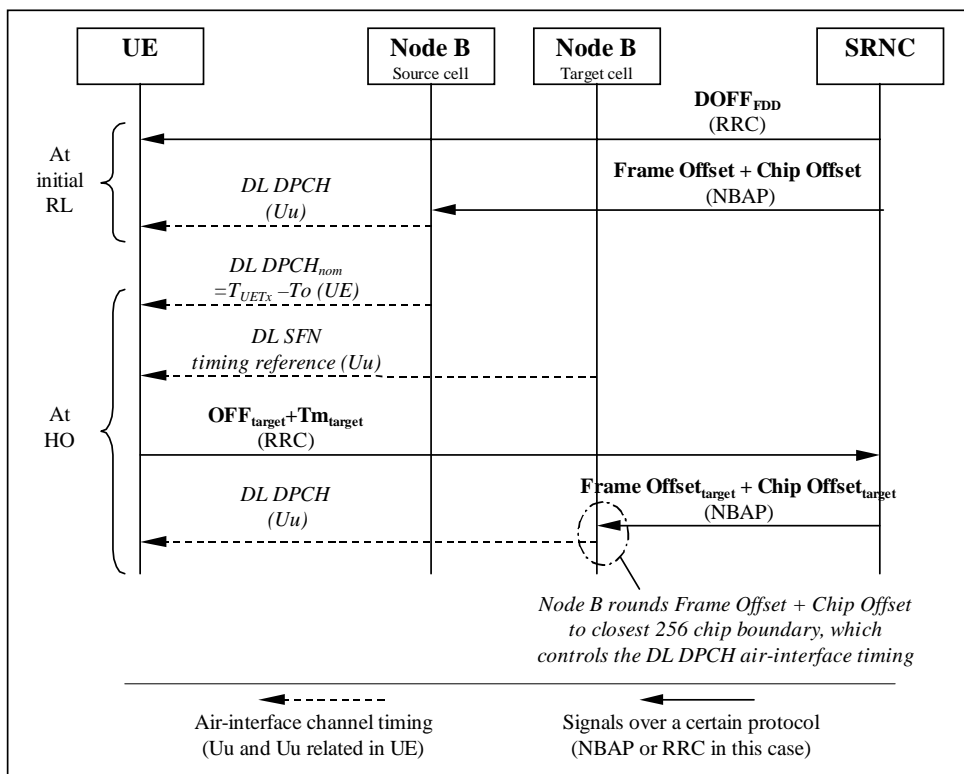 UE
Node B
Source cell
Node B
Target cell
SRNC
DOFF_FDD
(RRC)
At
initial
RL
Frame Offset + Chip Offset
(NBAP)
DL DPCH
(Uu)
DL DPCH_nom
=T_UETx –To (UE)
DL SFN
timing reference (Uu)
At
HO
OFF_target+Tm_target
(RRC)
Frame Offset_target + Chip Offset_target
(NBAP)
DL DPCH
(Uu)
Node B rounds Frame Offset + Chip Offset
to closest 256 chip boundary, which
controls the DL DPCH air-interface timing
Air-interface channel timing
(Uu and Uu related in UE)
Signals over a certain protocol
(NBAP or RRC in this case)